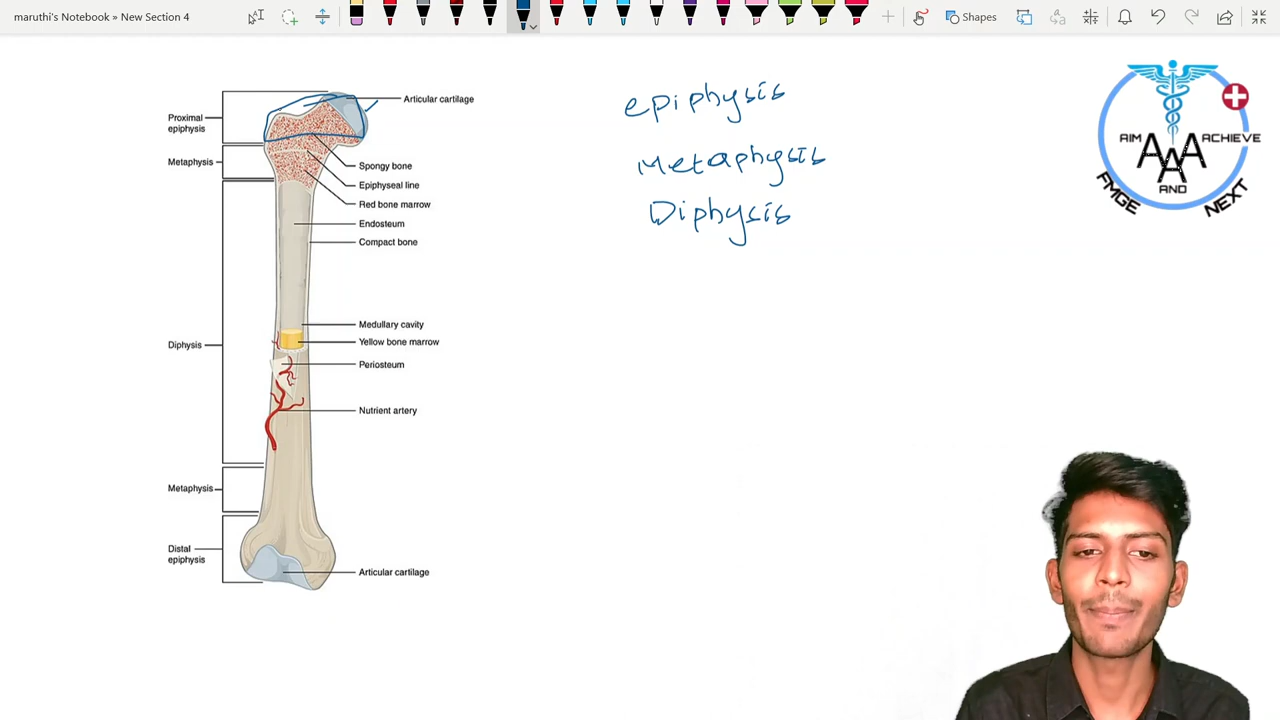 maruthi's Notebook » New Section 4
Shapes
Proximal
epiphysis
Metaphysis
Diphysis
Metaphysis
Distal
epiphysis
Articular cartilage
Spongy bone
Epiphyseal line
Red bone marrow
Endosteum
Compact bone
Medullary cavity
Yellow bone marrow
Periosteum
Nutrient artery
Articular cartilage
epiphysis
Metaphysis
Diphysis
AIM ACHIEVE
AAA
AND
FMGE NEXT